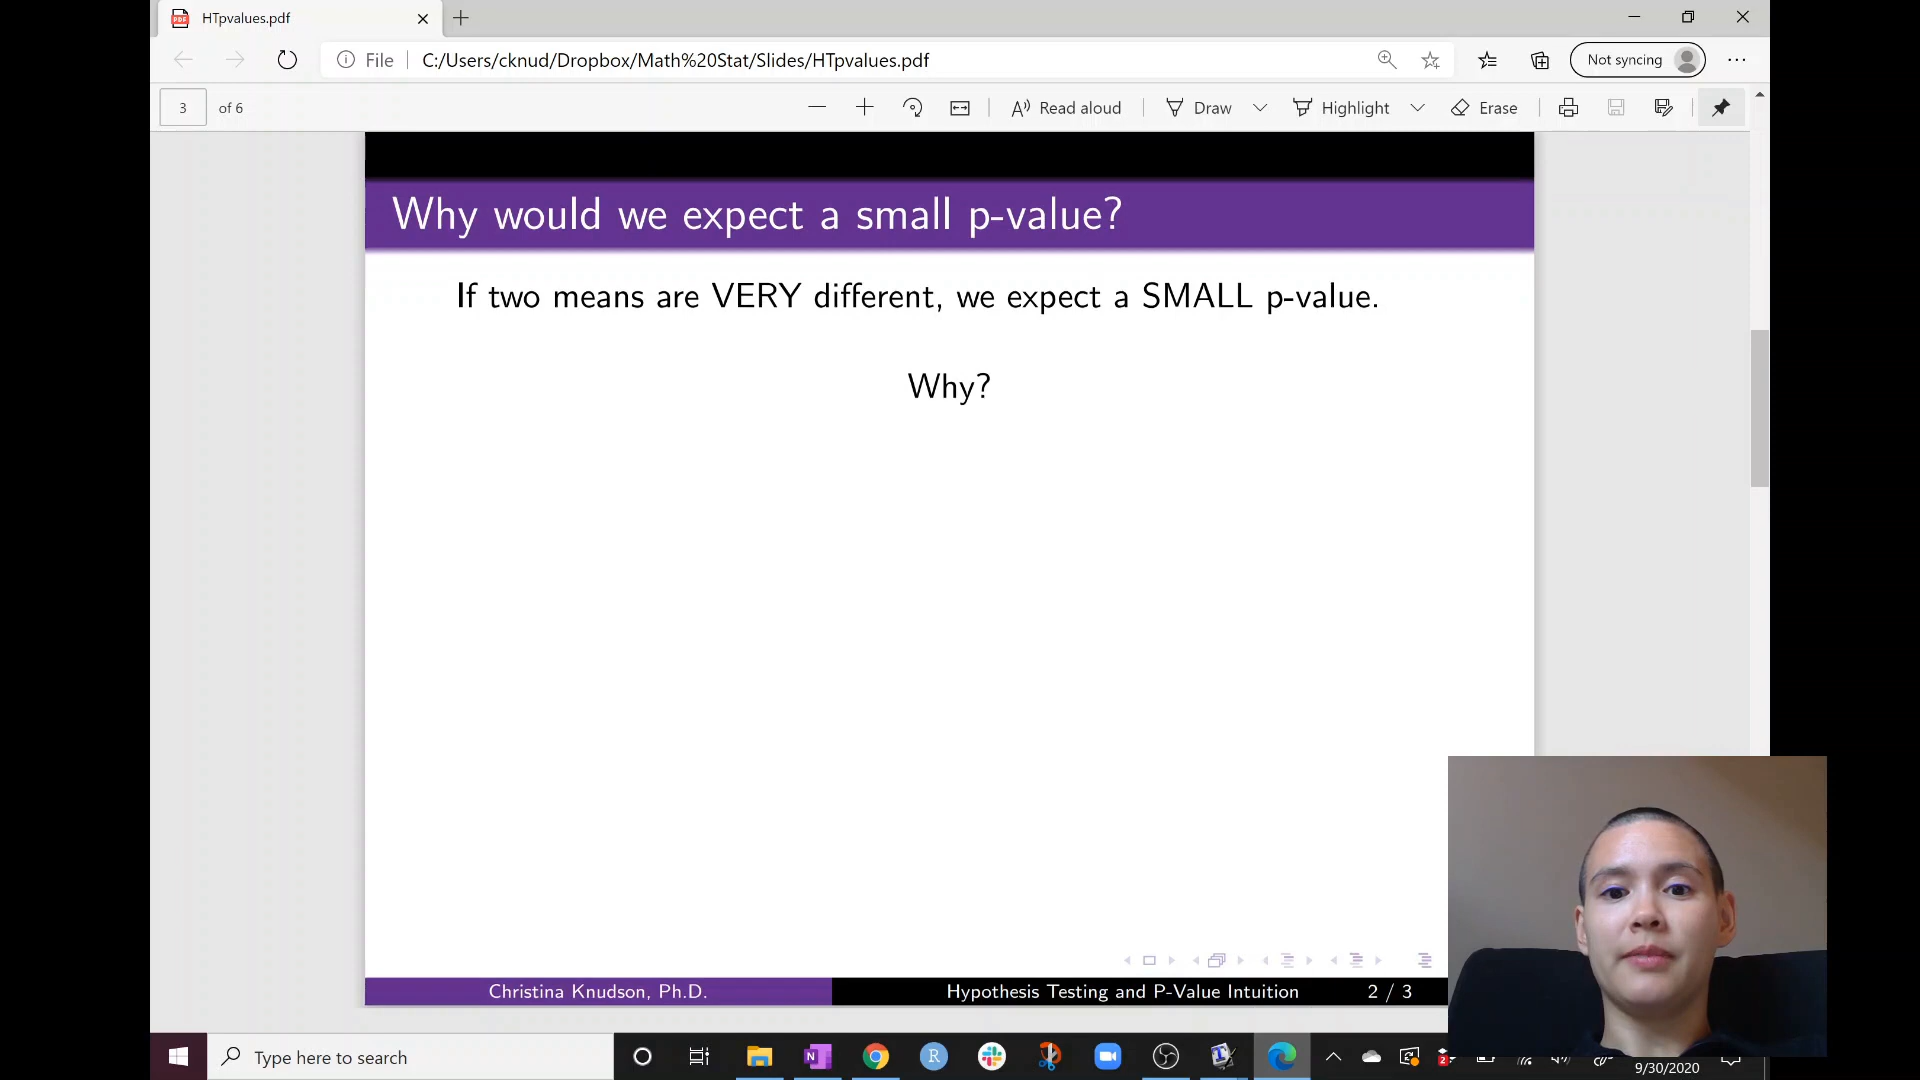 HTpvalues.pdf
File C:/Users/cknud/Dropbox/Math%20Stat/Slides/HTpvalues.pdf
Not syncing
3 of 6
Read aloud
Draw
Highlight
Erase
Why would we expect a small p-value?
If two means are VERY different, we expect a SMALL p-value.
Why?
Christina Knudson, Ph.D.
Hypothesis Testing and P-Value Intuition 2 / 3
Type here to search
9/30/2020